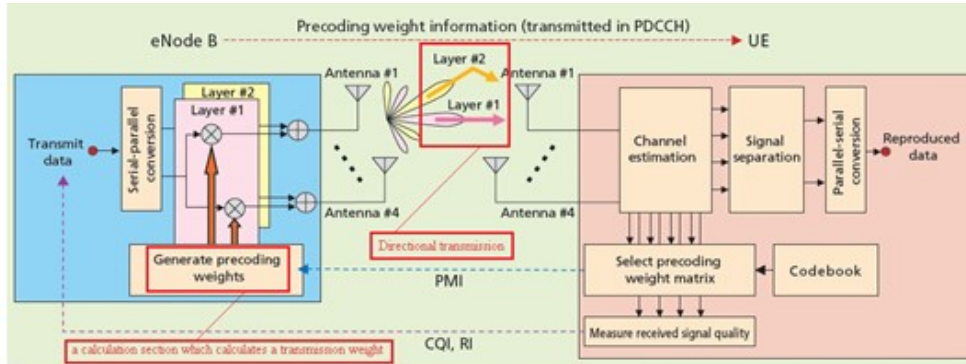 Precoding weight information (transmitted in PDCCH)
eNode B
UE
Layer #2
Antenna #1
Antenna #1
Layer #2
Layer #1
Layer #1
Transmit
data
Serial-parallel
conversion
Channel
estimation
Signal
separation
Parallel-serial
conversion
Reproduced
data
Antenna #4
Antenna #4
Directional transmission
Generate precoding
weights
PMI
Select precoding
weight matrix
Codebook
Measure received signal quality
CQI, RI
a calculation section which calculates a transmission weight